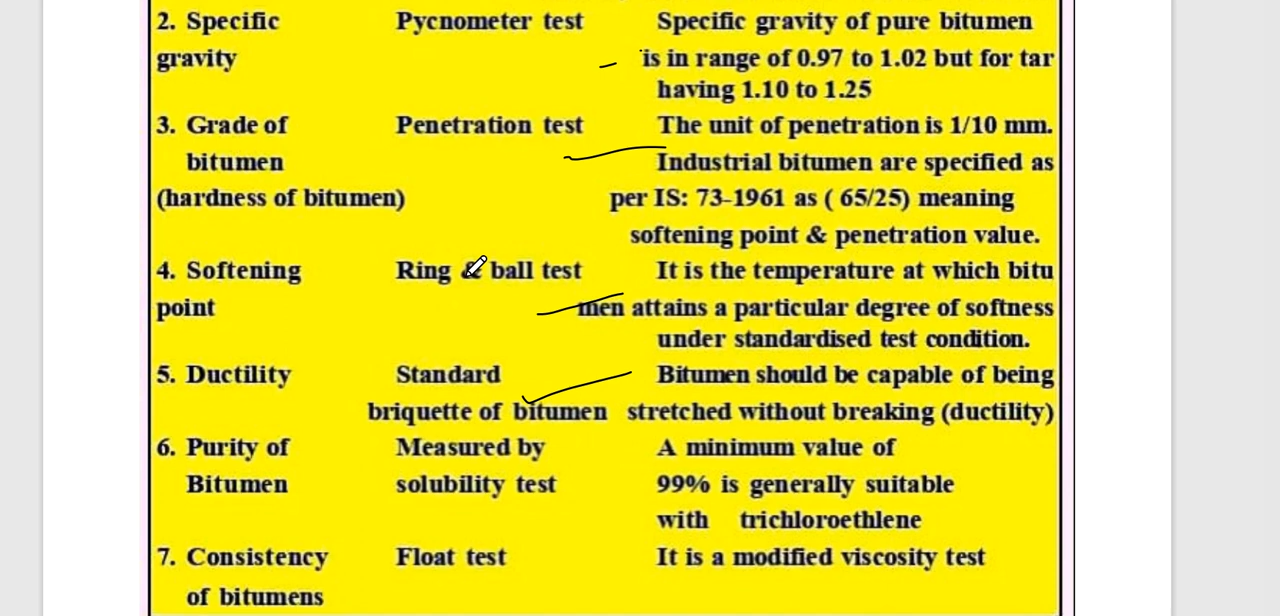 2. Specific Pycnometer test Specific gravity of pure bitumen
gravity is in range of 0.97 to 1.02 but for tar
having 1.10 to 1.25
3. Grade of Penetration test The unit of penetration is 1/10 mm.
bitumen Industrial bitumen are specified as
(hardness of bitumen) per IS: 73-1961 as ( 65/25) meaning
softening point & penetration value.
4. Softening Ring & ball test It is the temperature at which bitu
point men attains a particular degree of softness
under standardised test condition.
5. Ductility Standard Bitumen should be capable of being
briquette of bitumen stretched without breaking (ductility)
6. Purity of Measured by A minimum value of
Bitumen solubility test 99% is generally suitable
with trichloroethlene
7. Consistency Float test It is a modified viscosity test
of bitumens